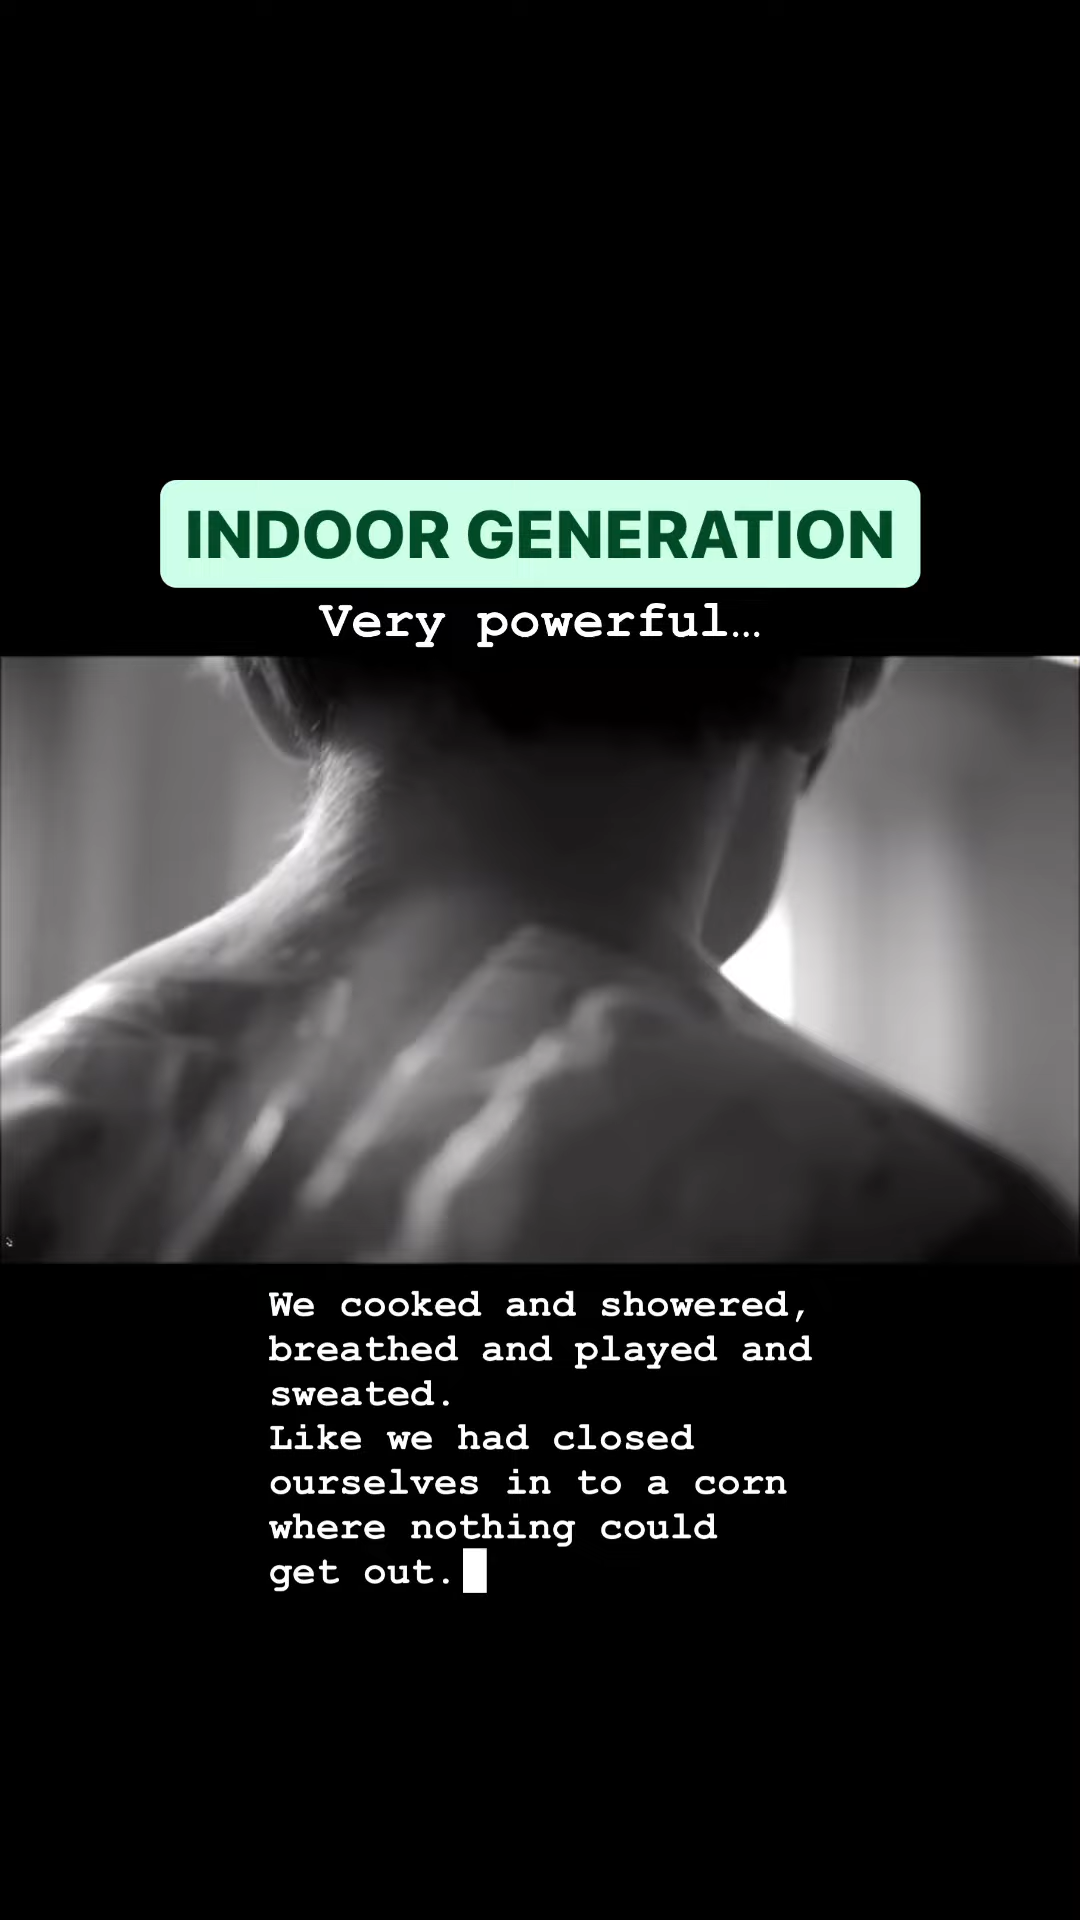 INDOOR GENERATION
Very powerful…
We cooked and showered,
breathed and played and
sweated.
Like we had closed
ourselves in to a corn
where nothing could
get out.